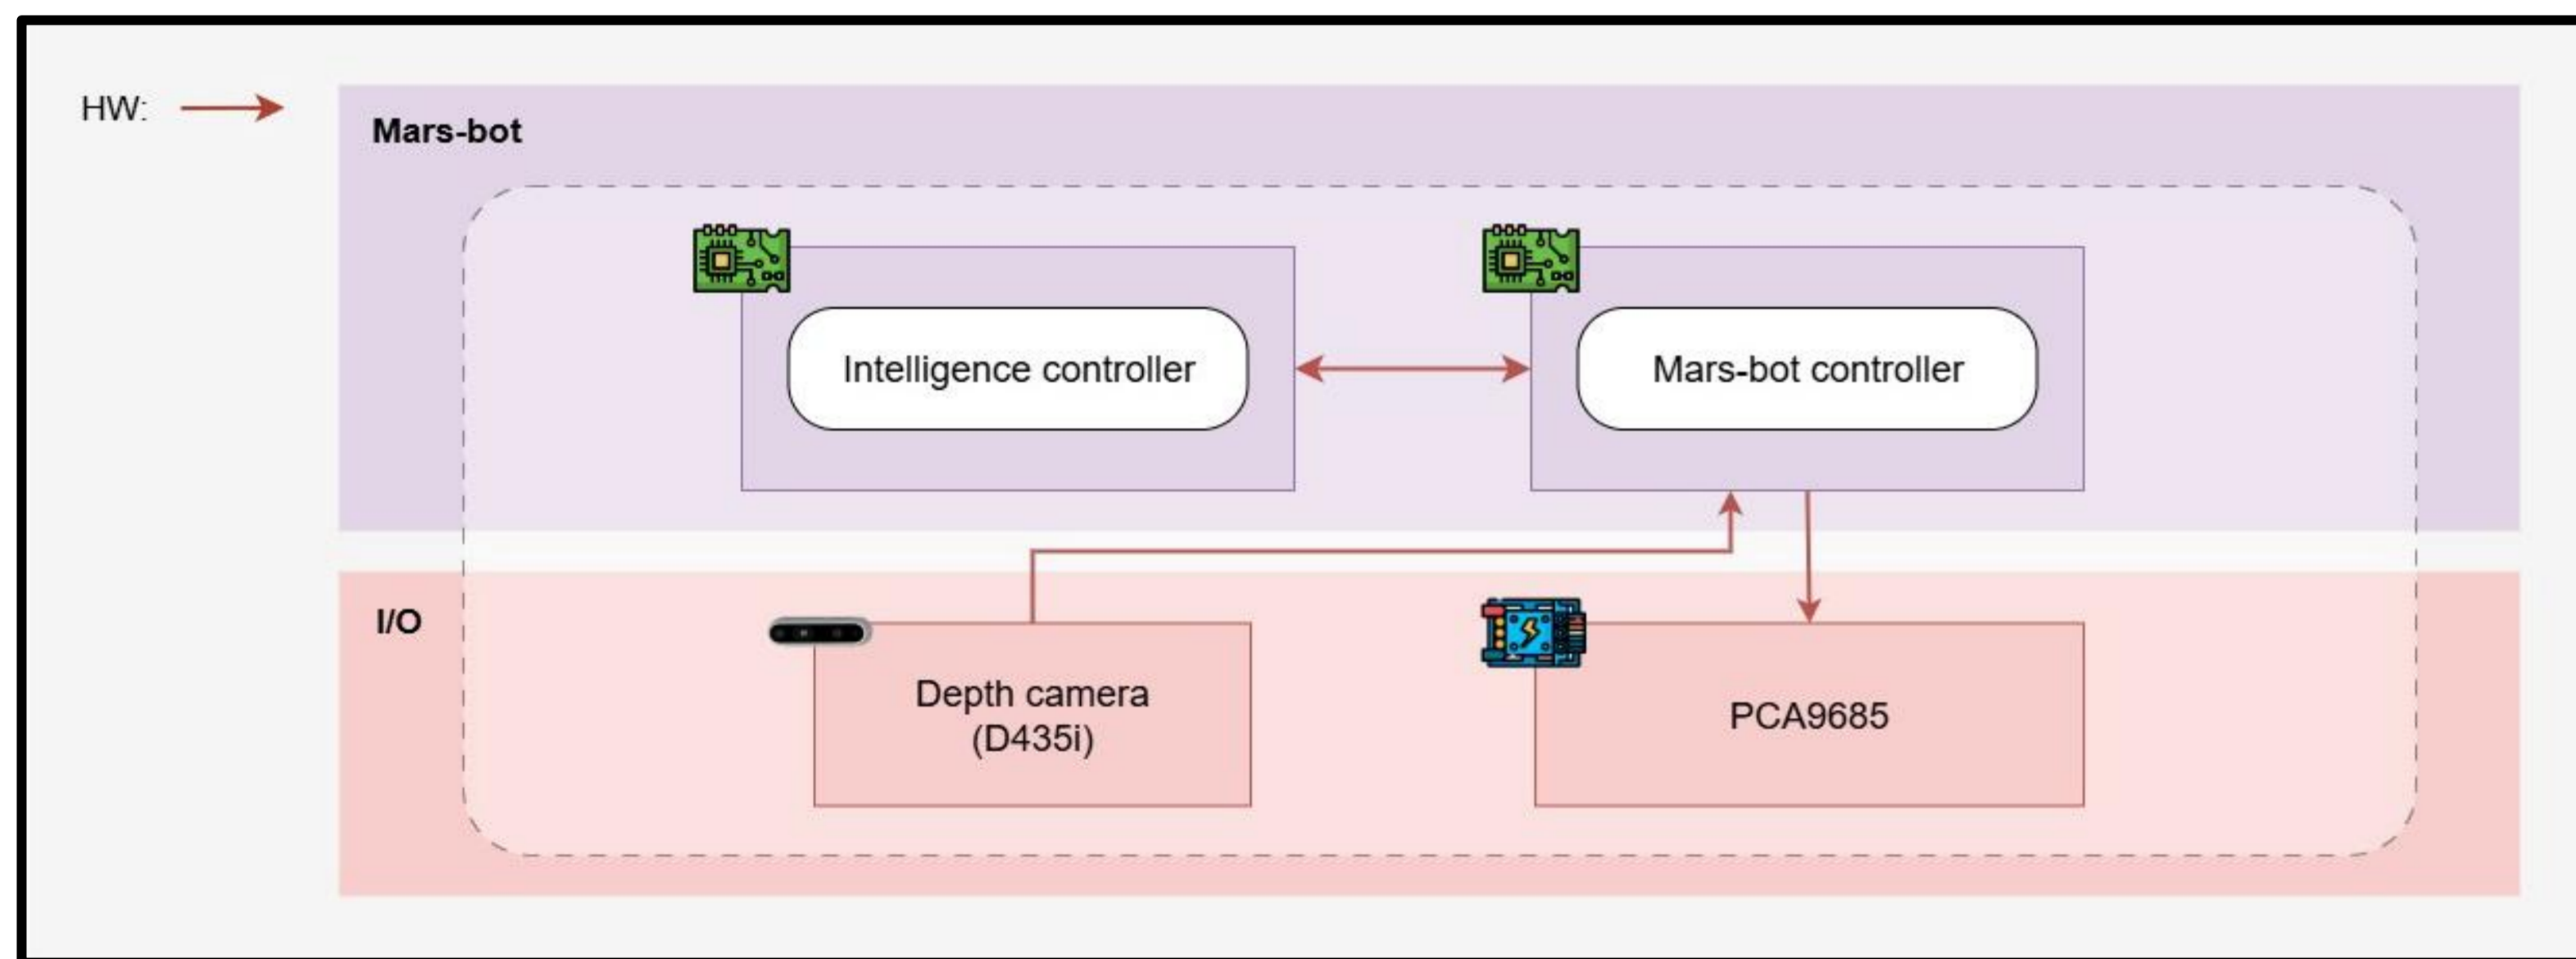 HW:
Mars-bot
Intelligence controller
Mars-bot controller
I/O
Depth camera
(D435i)
PCA9685